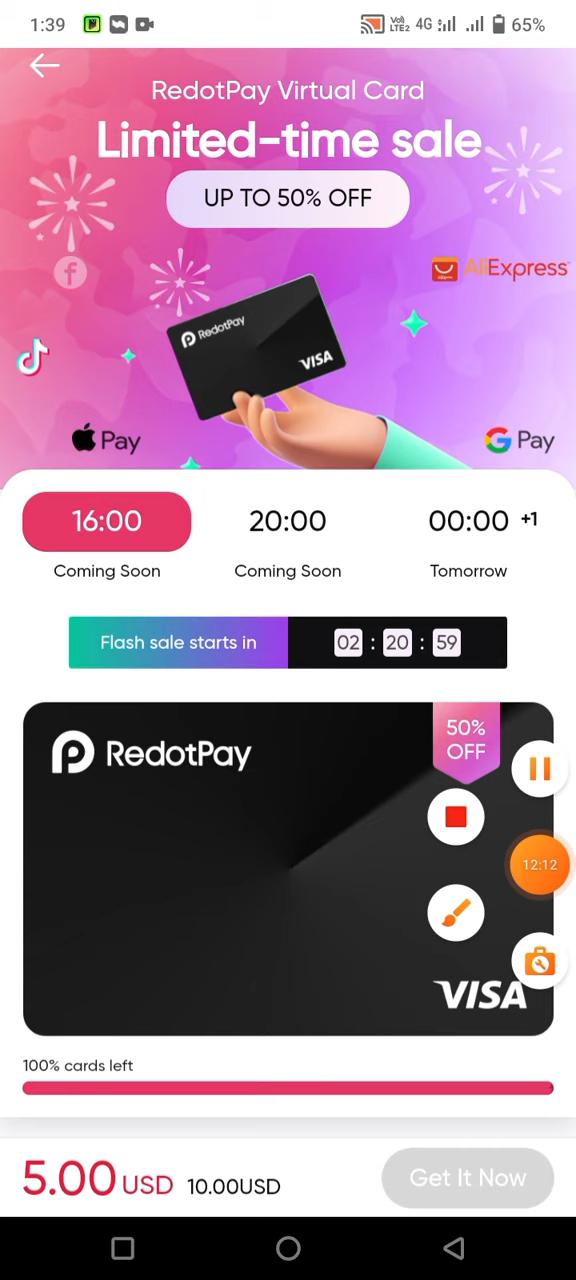 1:39
Vo) LTE2 4G 65%
RedotPay Virtual Card
Limited-time sale
UP TO 50% OFF
AliExpress
RedotPay
VISA
Pay
G Pay
16:00 20:00 00:00 +1
Coming Soon Coming Soon Tomorrow
Flash sale starts in 02 : 20 : 59
RedotPay
50%
OFF
12:12
VISA
100% cards left
5.00 USD 10.00USD Get It Now